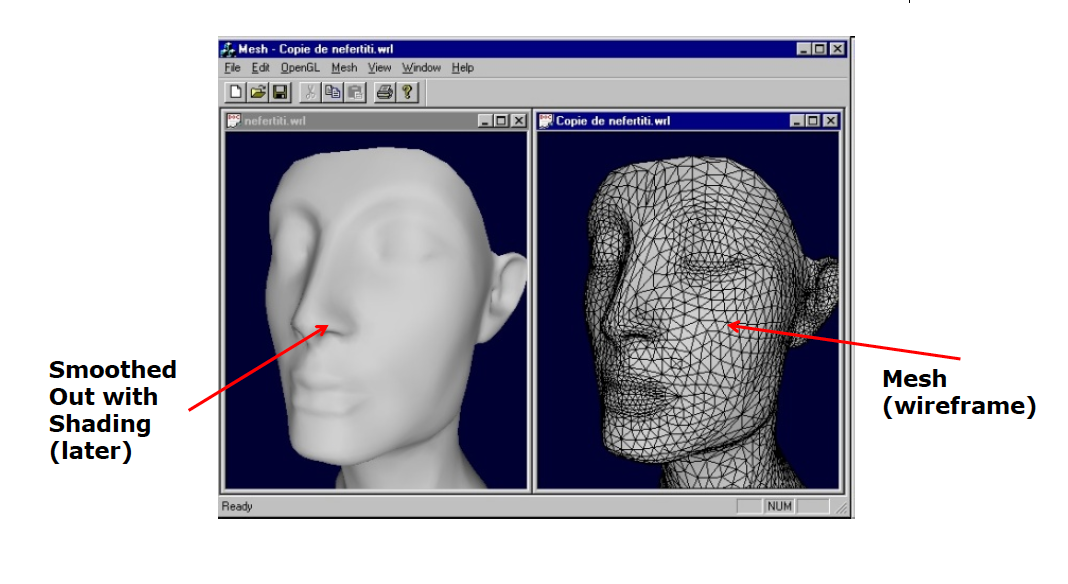 Mesh - Copie de nefertiti.wrl
File Edit OpenGL Mesh View Window Help
nefertiti.wrl
Copie de nefertiti.wrl
Smoothed
Out with
Shading
(later)
Mesh
(wireframe)
Ready
NUM